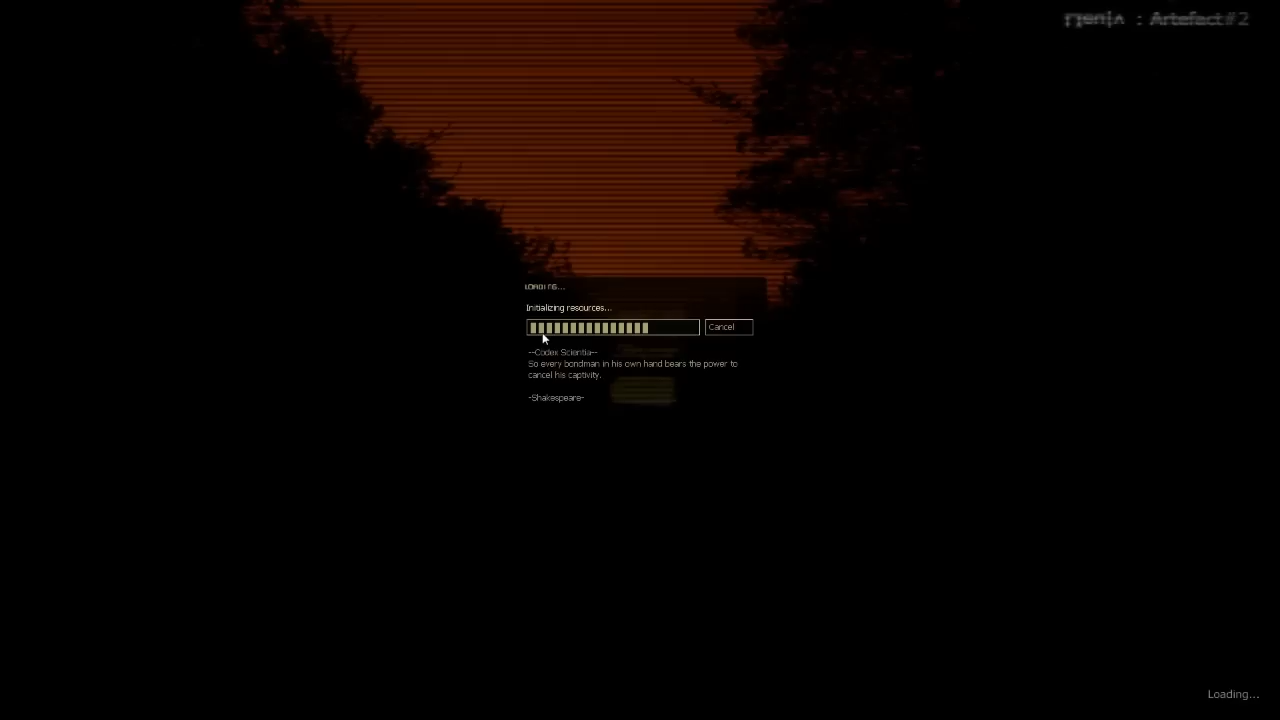 : Artefact#2
LOADING...
Initializing resources...
Cancel
--Codex Scientia--
So every bondman in his own hand bears the power to
cancel his captivity.
-Shakespeare-
Loading...